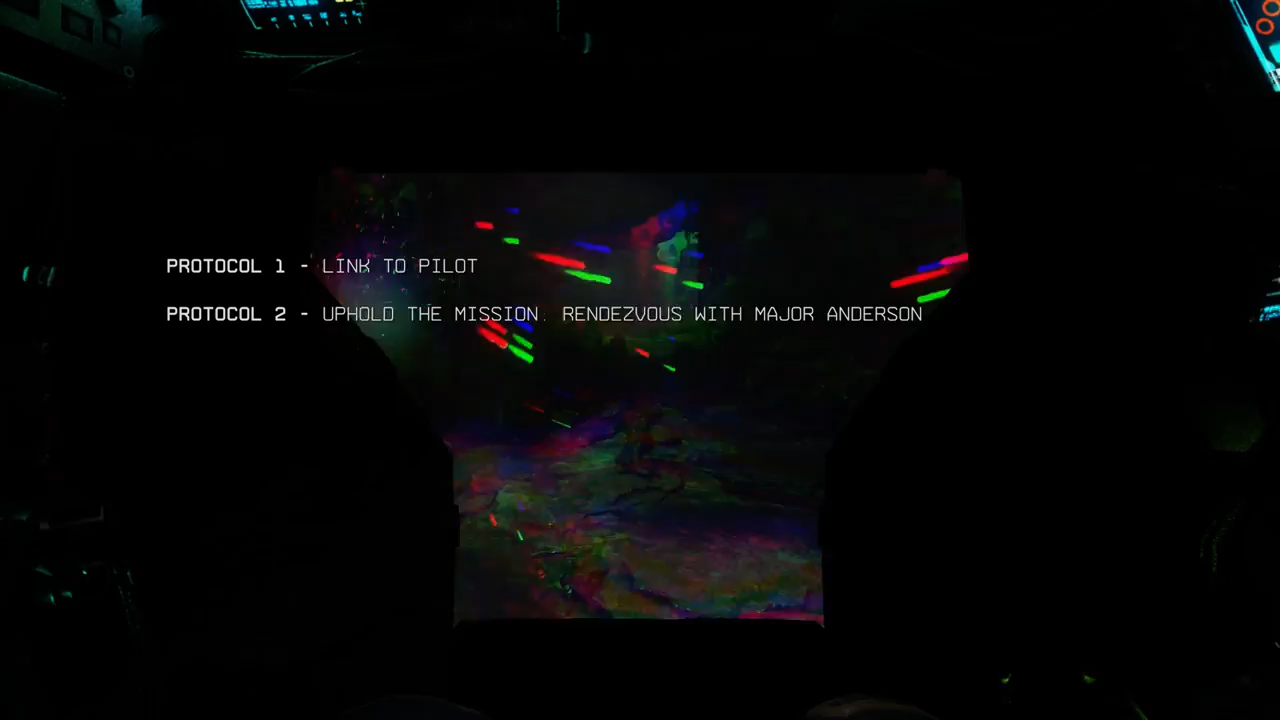 PROTOCOL 1 - LINK TO PILOT
PROTOCOL 2 - UPHOLD THE MISSION. RENDEZVOUS WITH MAJOR ANDERSON